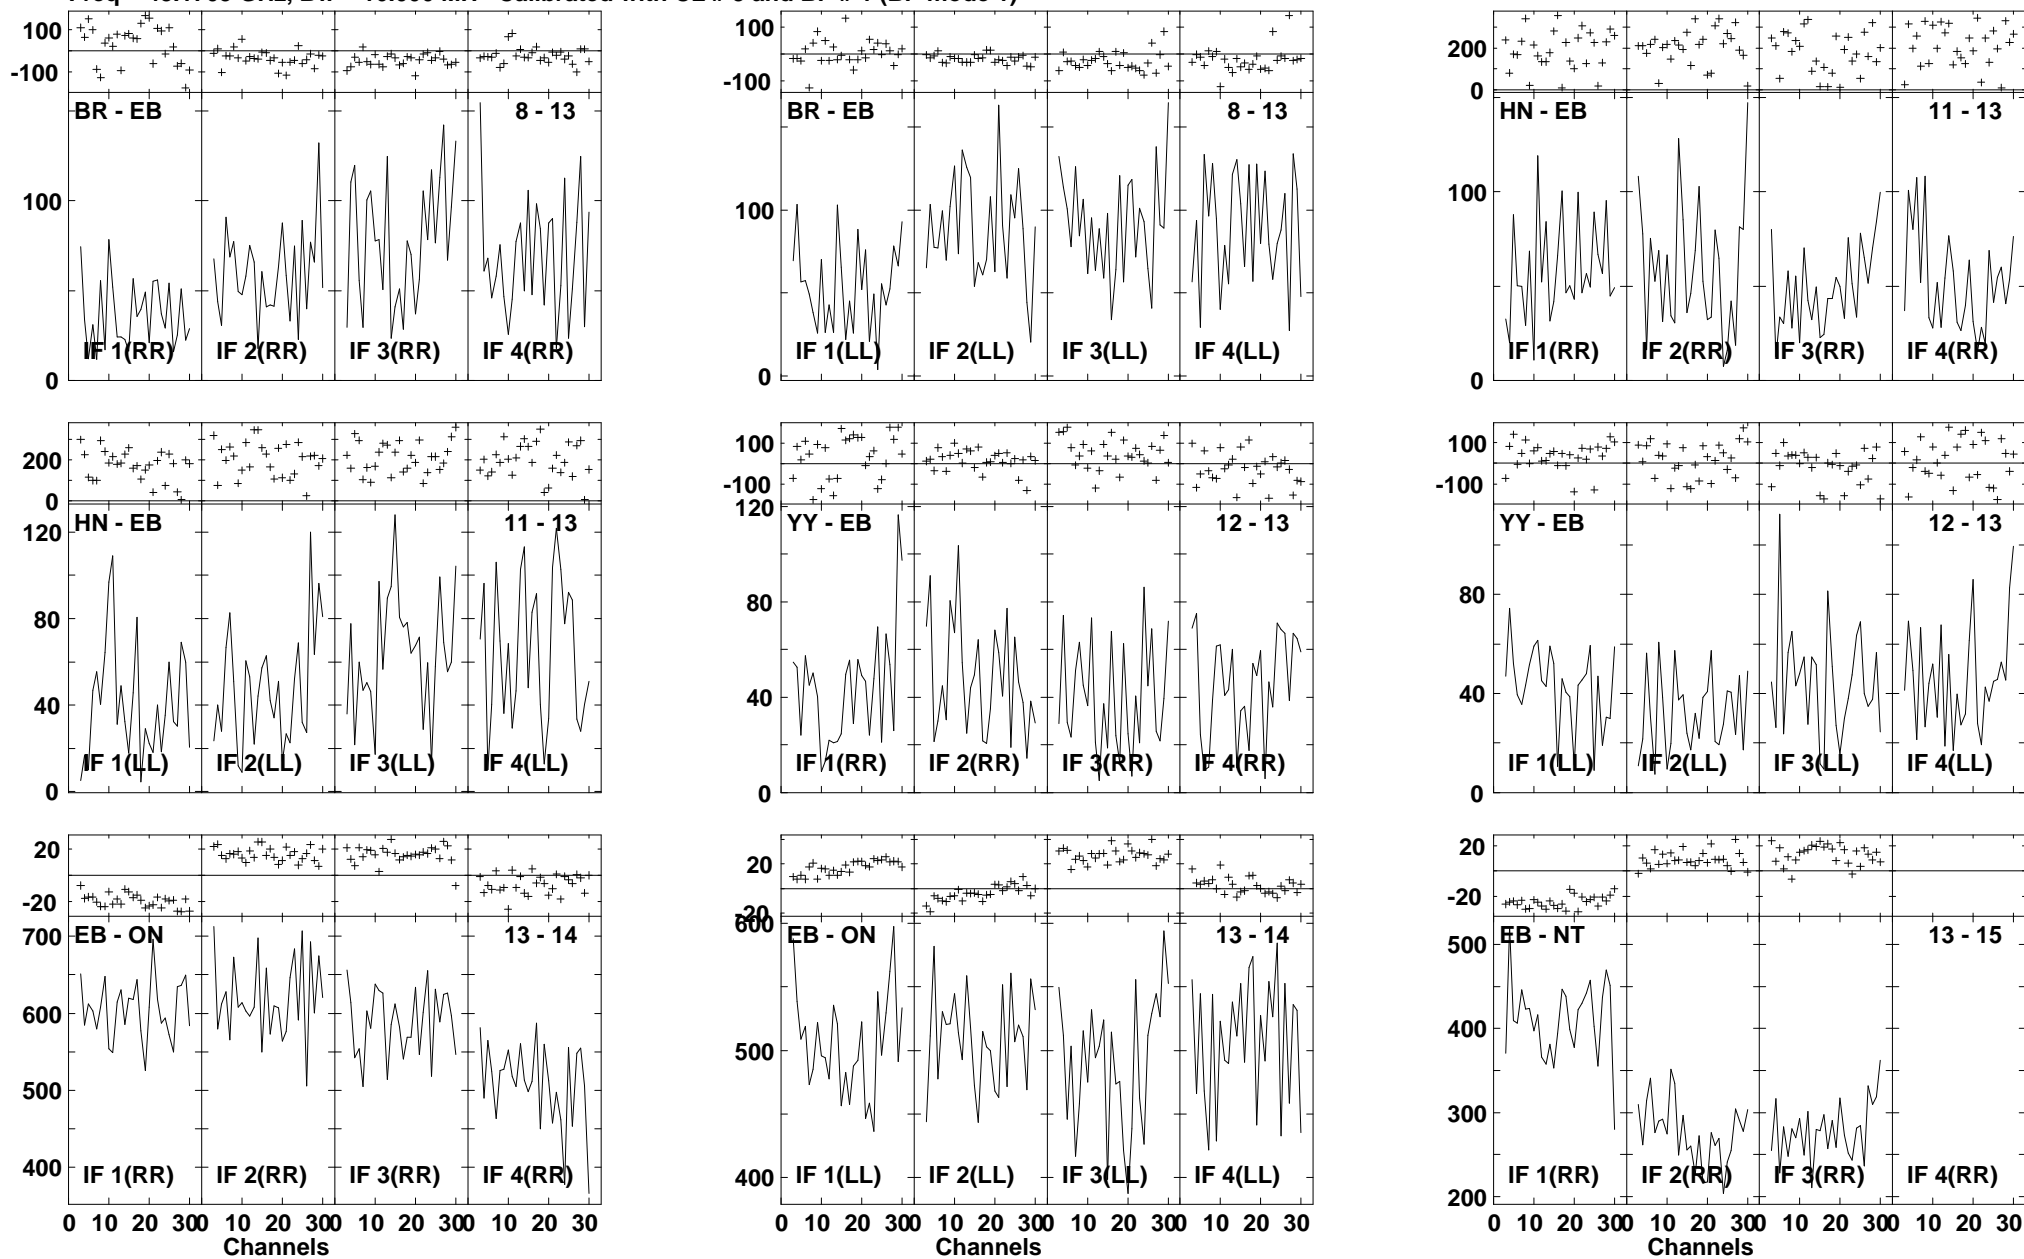 100
-100
BR - EB
8 - 13
100
0
IF 1(RR)
IF 2(RR)
IF 3(RR)
IF 4(RR)
100
-100
BR - EB
8 - 13
100
0
IF 1(LL)
IF 2(LL)
IF 3(LL)
IF 4(LL)
200
0
HN - EB
11 - 13
100
0
IF 1(RR)
IF 2(RR)
IF 3(RR)
IF 4(RR)
200
0
HN - EB
11 - 13
120
80
40
0
IF 1(LL)
IF 2(LL)
IF 3(LL)
IF 4(LL)
100
-100
YY - EB
12 - 13
120
80
40
0
IF 1(RR)
IF 2(RR)
IF 3(RR)
IF 4(RR)
100
-100
YY - EB
12 - 13
80
40
0
IF 1(LL)
IF 2(LL)
IF 3(LL)
IF 4(LL)
20
-20
EB - ON
13 - 14
700
600
500
400
IF 1(RR)
IF 2(RR)
IF 3(RR)
IF 4(RR)
0 10 20 30 0 10 20 30 0 10 20 30 0 10 20 30
Channels
20
-20
EB - ON
13 - 14
600
500
400
IF 1(LL)
IF 2(LL)
IF 3(LL)
IF 4(LL)
0 10 20 30 0 10 20 30 0 10 20 30 0 10 20 30
Channels
20
-20
EB - NT
13 - 15
500
400
300
200
IF 1(RR)
IF 2(RR)
IF 3(RR)
IF 4(RR)
0 10 20 30 0 10 20 30 0 10 20 30 0 10 20 30
Channels